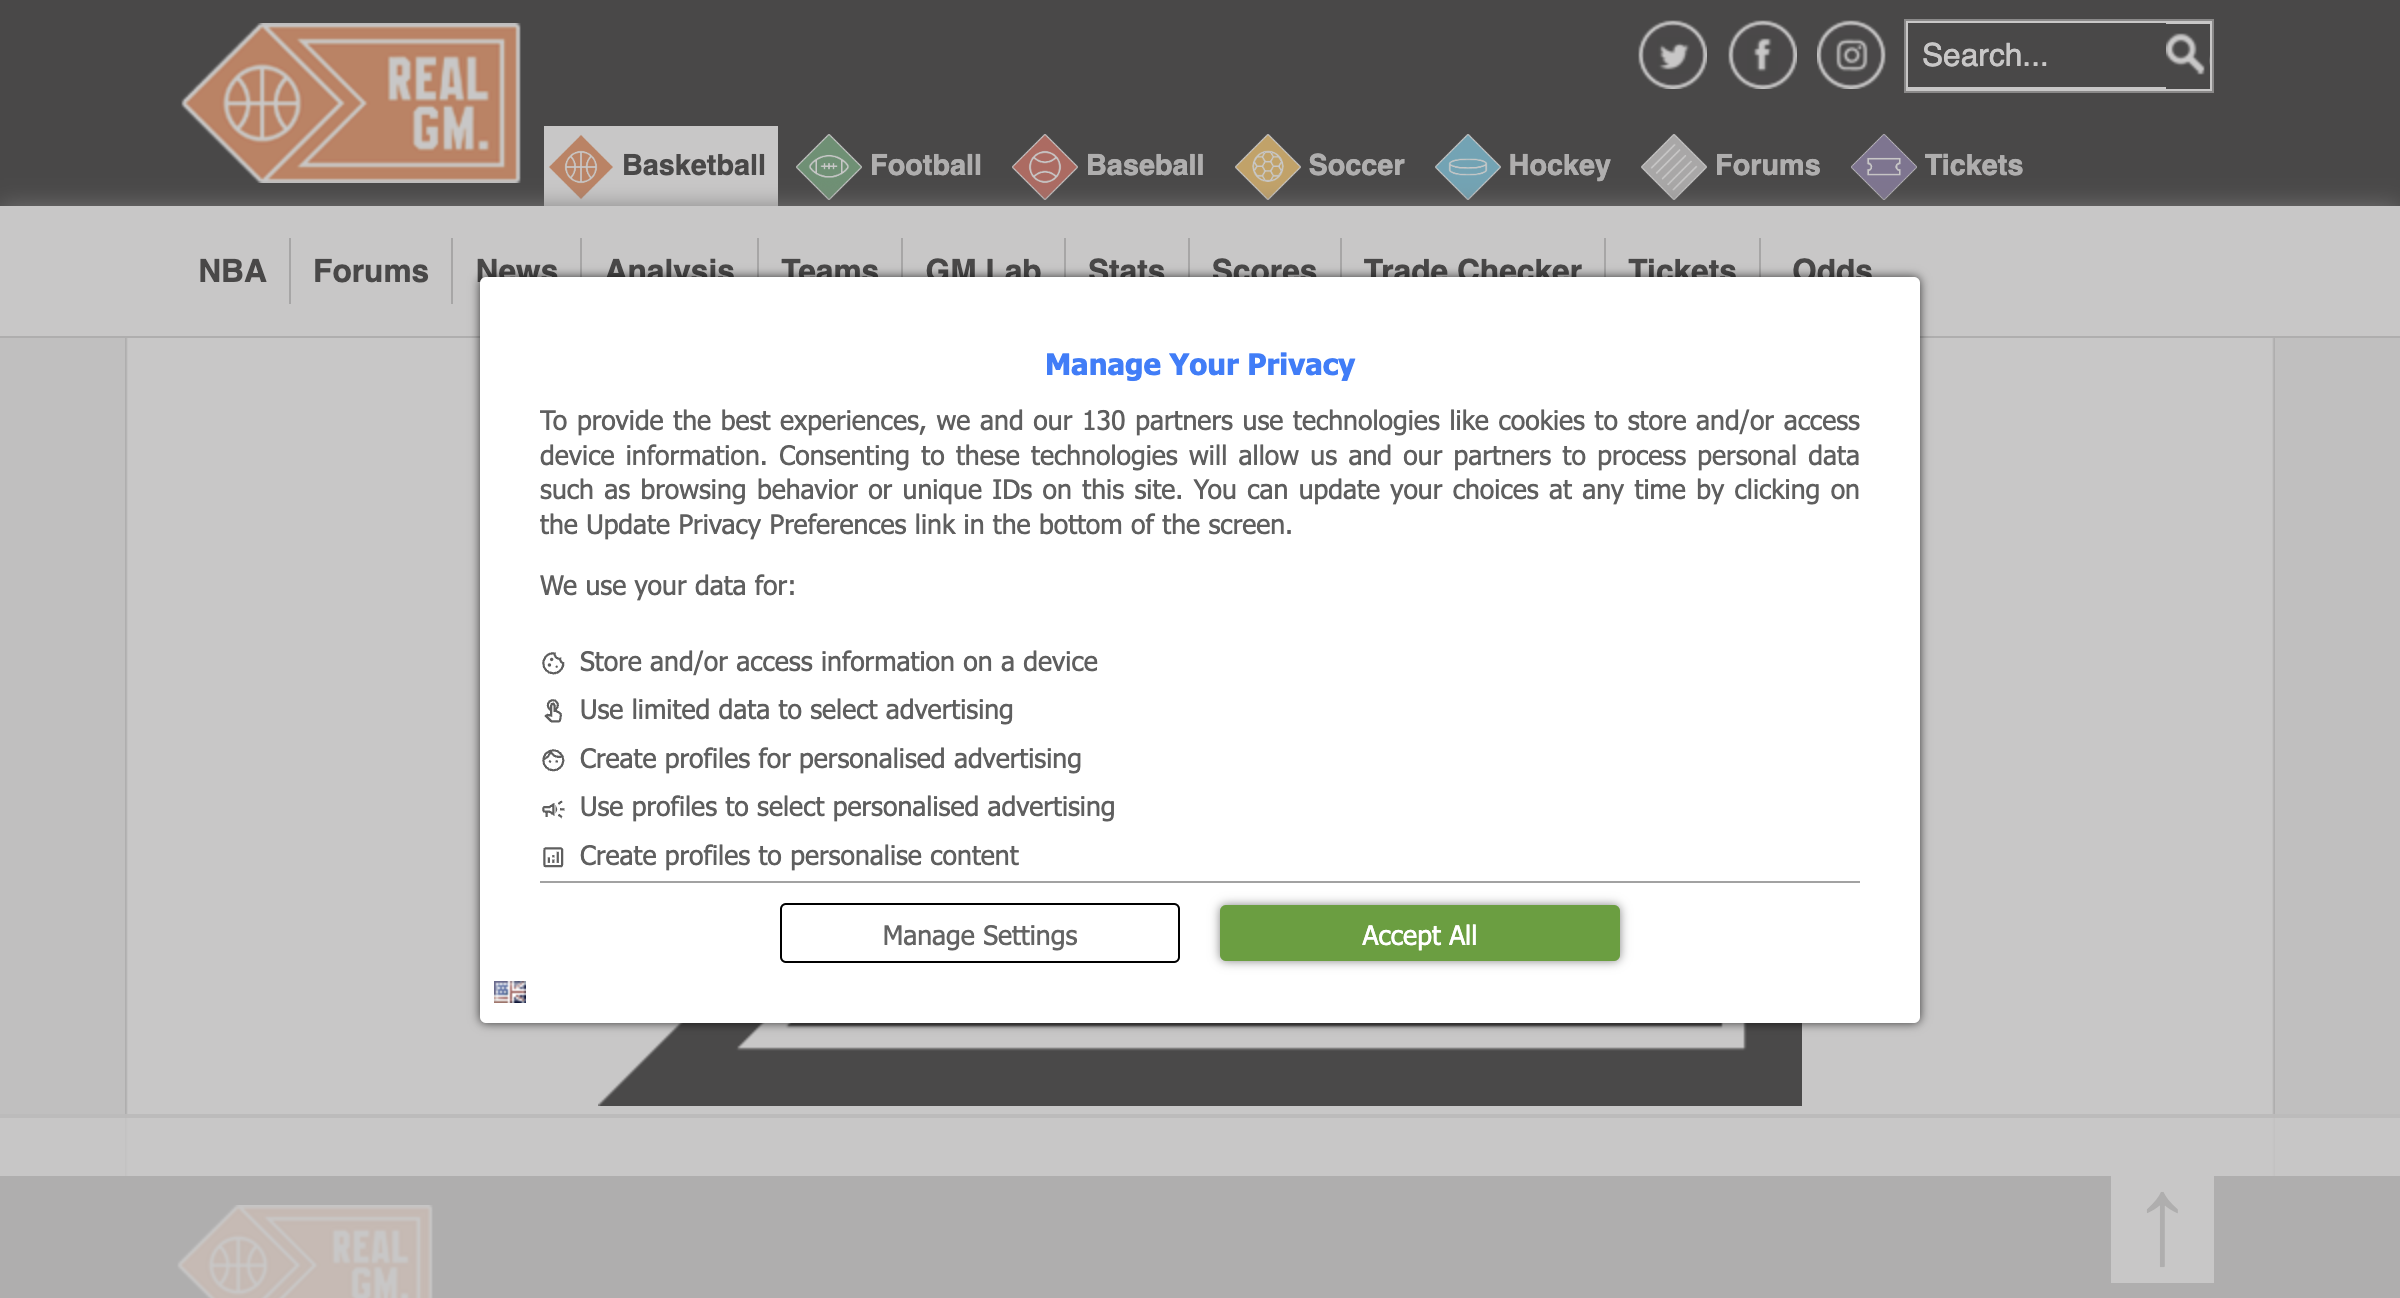 REAL
GM.
Search...
Basketball
Football
Baseball
Soccer
Hockey
Forums
Tickets
NBA
Forums
News
Analysis
Teams
GM Lab
Stats
Scores
Trade Checker
Tickets
Odds
Manage Your Privacy
To provide the best experiences, we and our 130 partners use technologies like cookies to store and/or access
device information. Consenting to these technologies will allow us and our partners to process personal data
such as browsing behavior or unique IDs on this site. You can update your choices at any time by clicking on
the Update Privacy Preferences link in the bottom of the screen.
We use your data for:
Store and/or access information on a device
Use limited data to select advertising
Create profiles for personalised advertising
Use profiles to select personalised advertising
Create profiles to personalise content
Manage Settings
Accept All
REAL
GM.